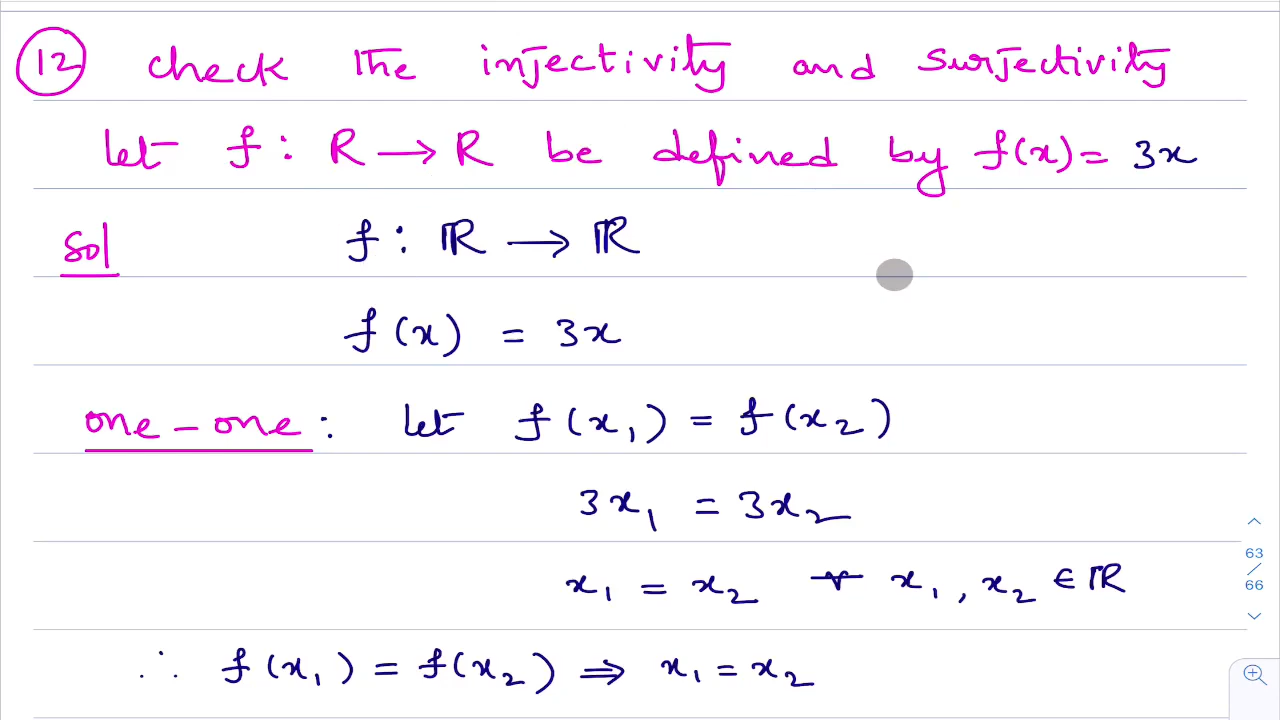 12 check the injectivity and surjectivity
let f : R → R be defined by f(x) = 3x
Sol f : ℝ → ℝ
f(x) = 3x
one - one : let f(x₁) = f(x₂)
3x₁ = 3x₂
x₁ = x₂ ∀ x₁, x₂ ∈ ℝ
∴ f(x₁) = f(x₂) ⇒ x₁ = x₂
63
/
66